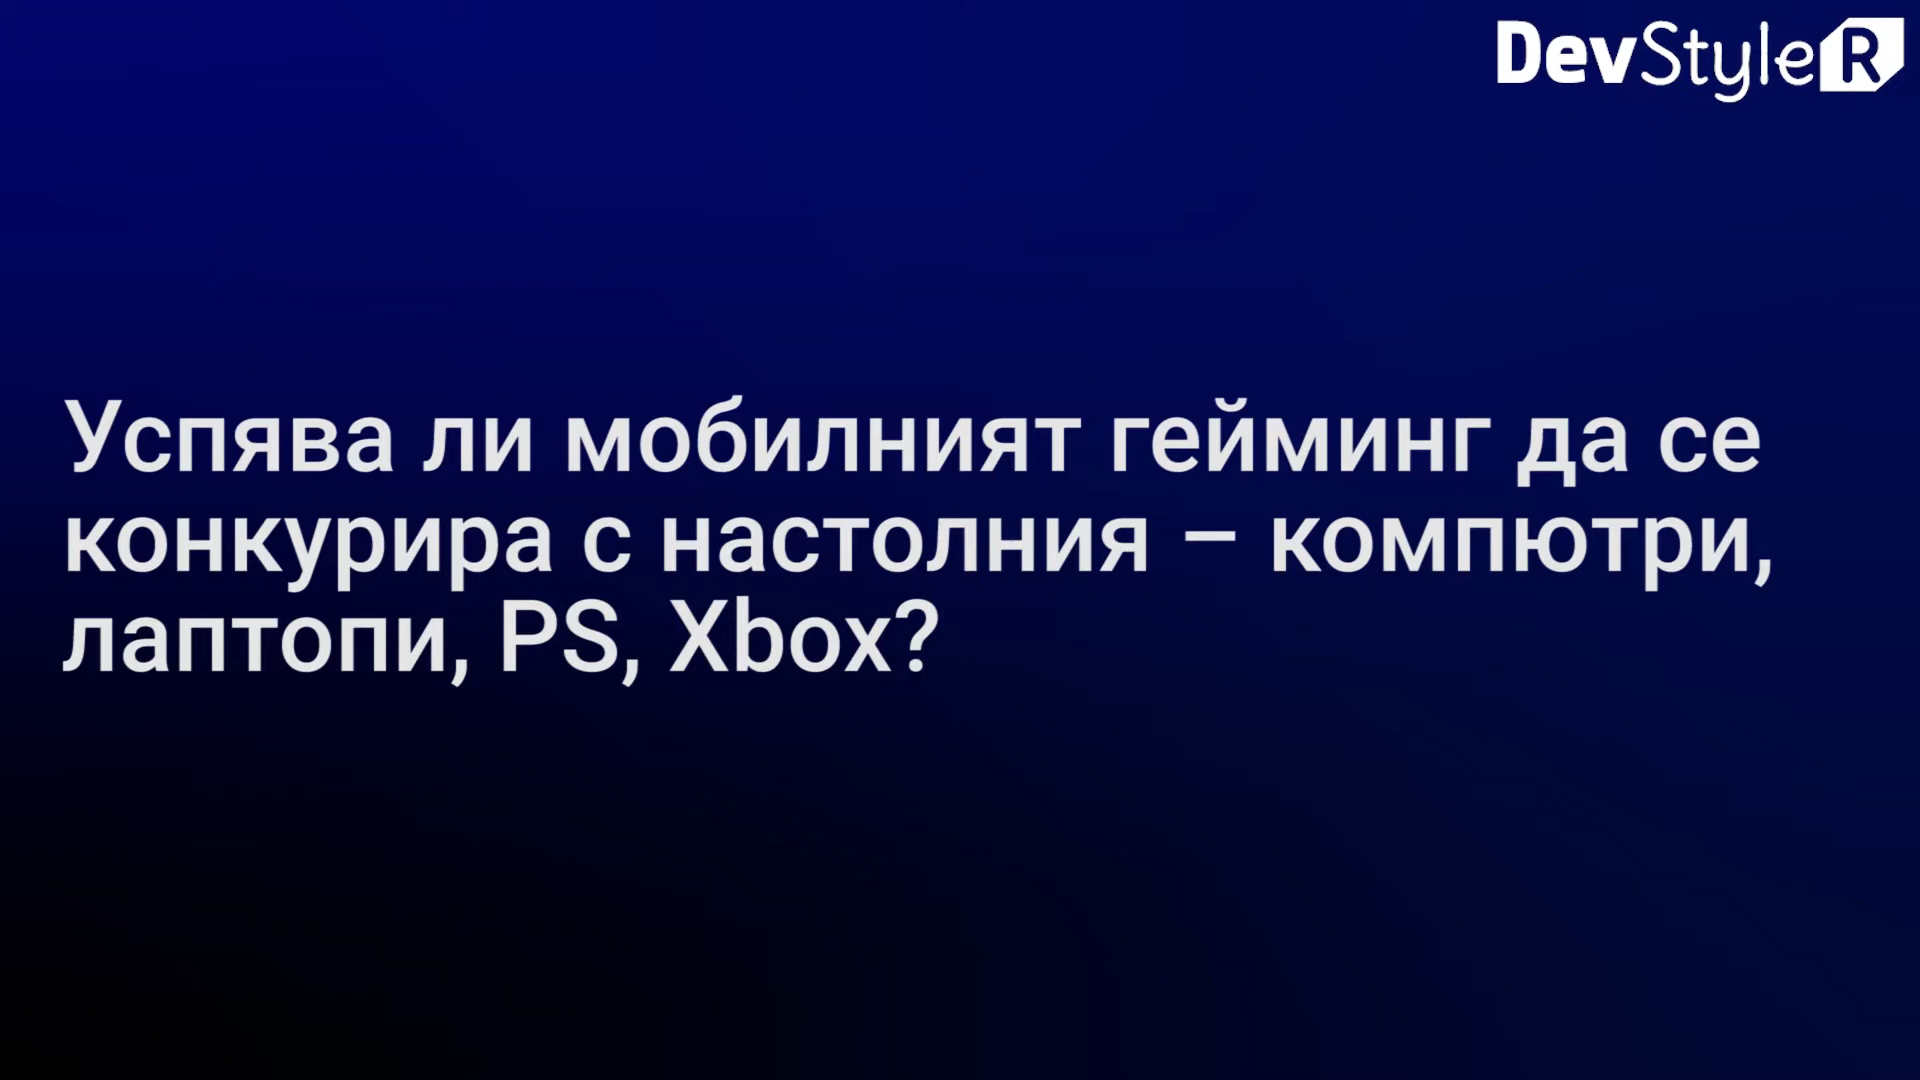 DevStyleR
Успява ли мобилният гейминг да се
конкурира с настолния – компютри,
лаптопи, PS, Xbox?